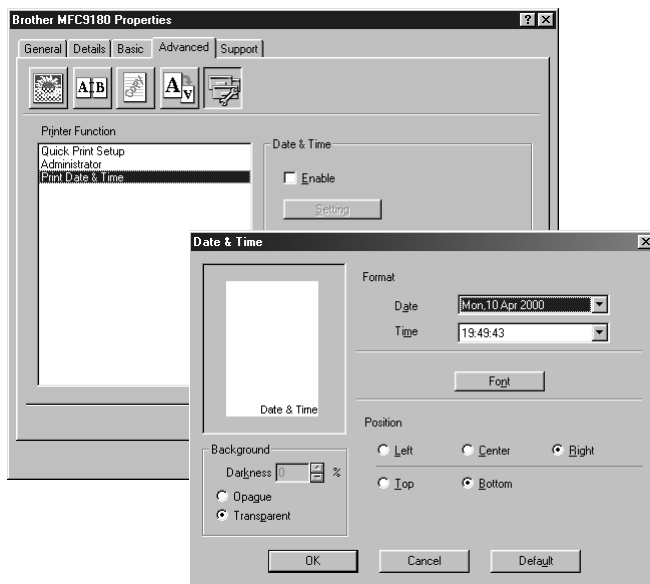 Brother MFC9180 Properties
General Details Basic Advanced Support
A B
Copy
A A
Printer Function
Quick Print Setup
Administrator
Print Date & Time
Date & Time
Enable
Setting
Date & Time
Date & Time
Format
Date Mon,10 Apr 2000
Time 19:49:43
Font
Position
Left Center Right
Top Bottom
Background
Darkness 0 %
Opague
Transparent
OK Cancel Default